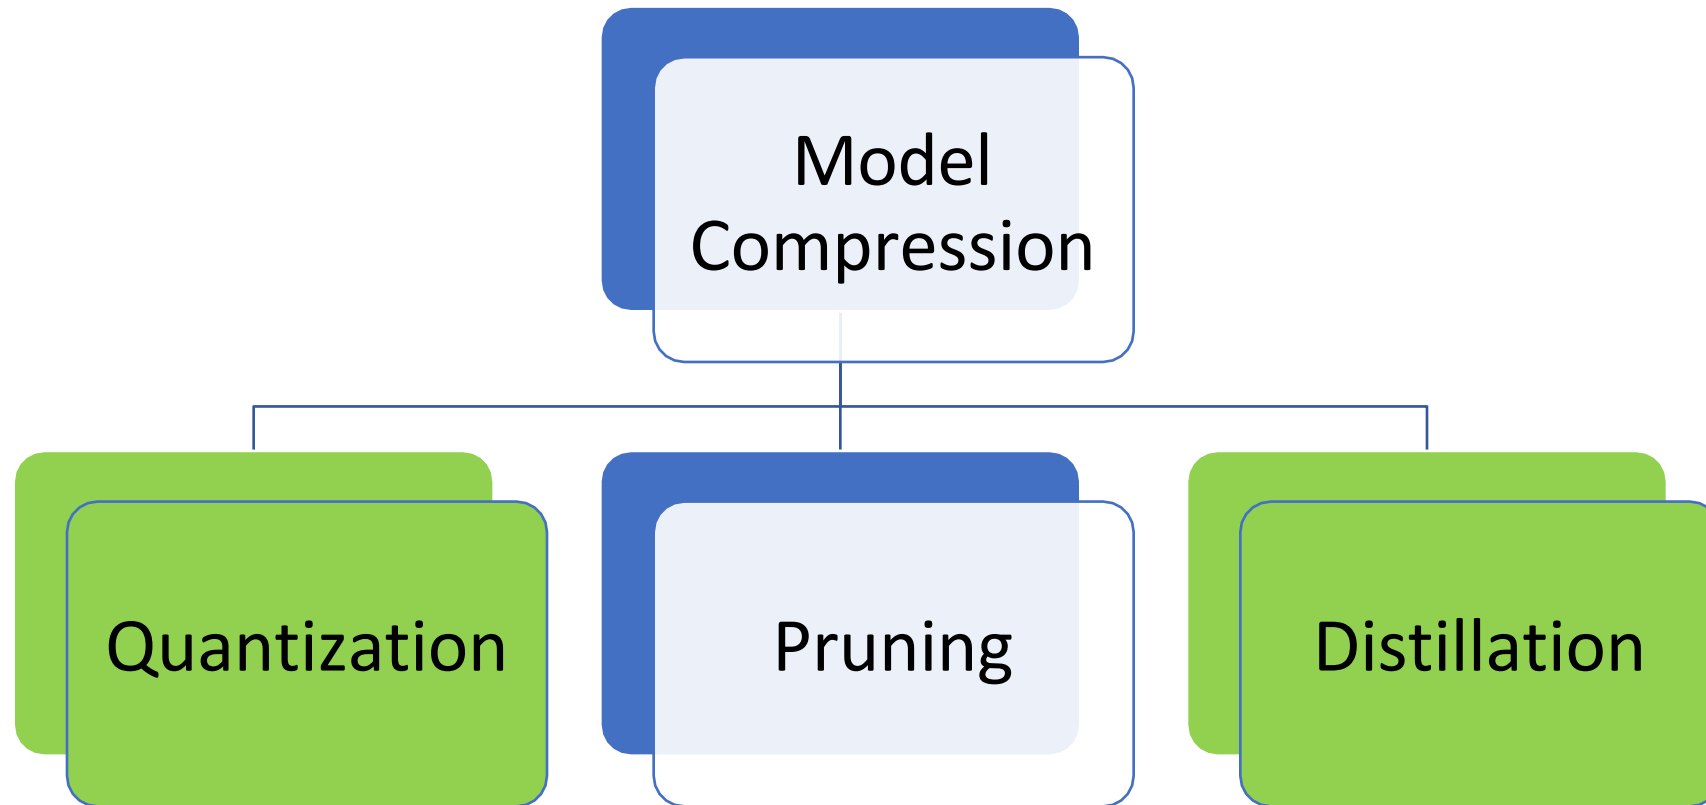 Model
Compression
Quantization
Pruning
Distillation